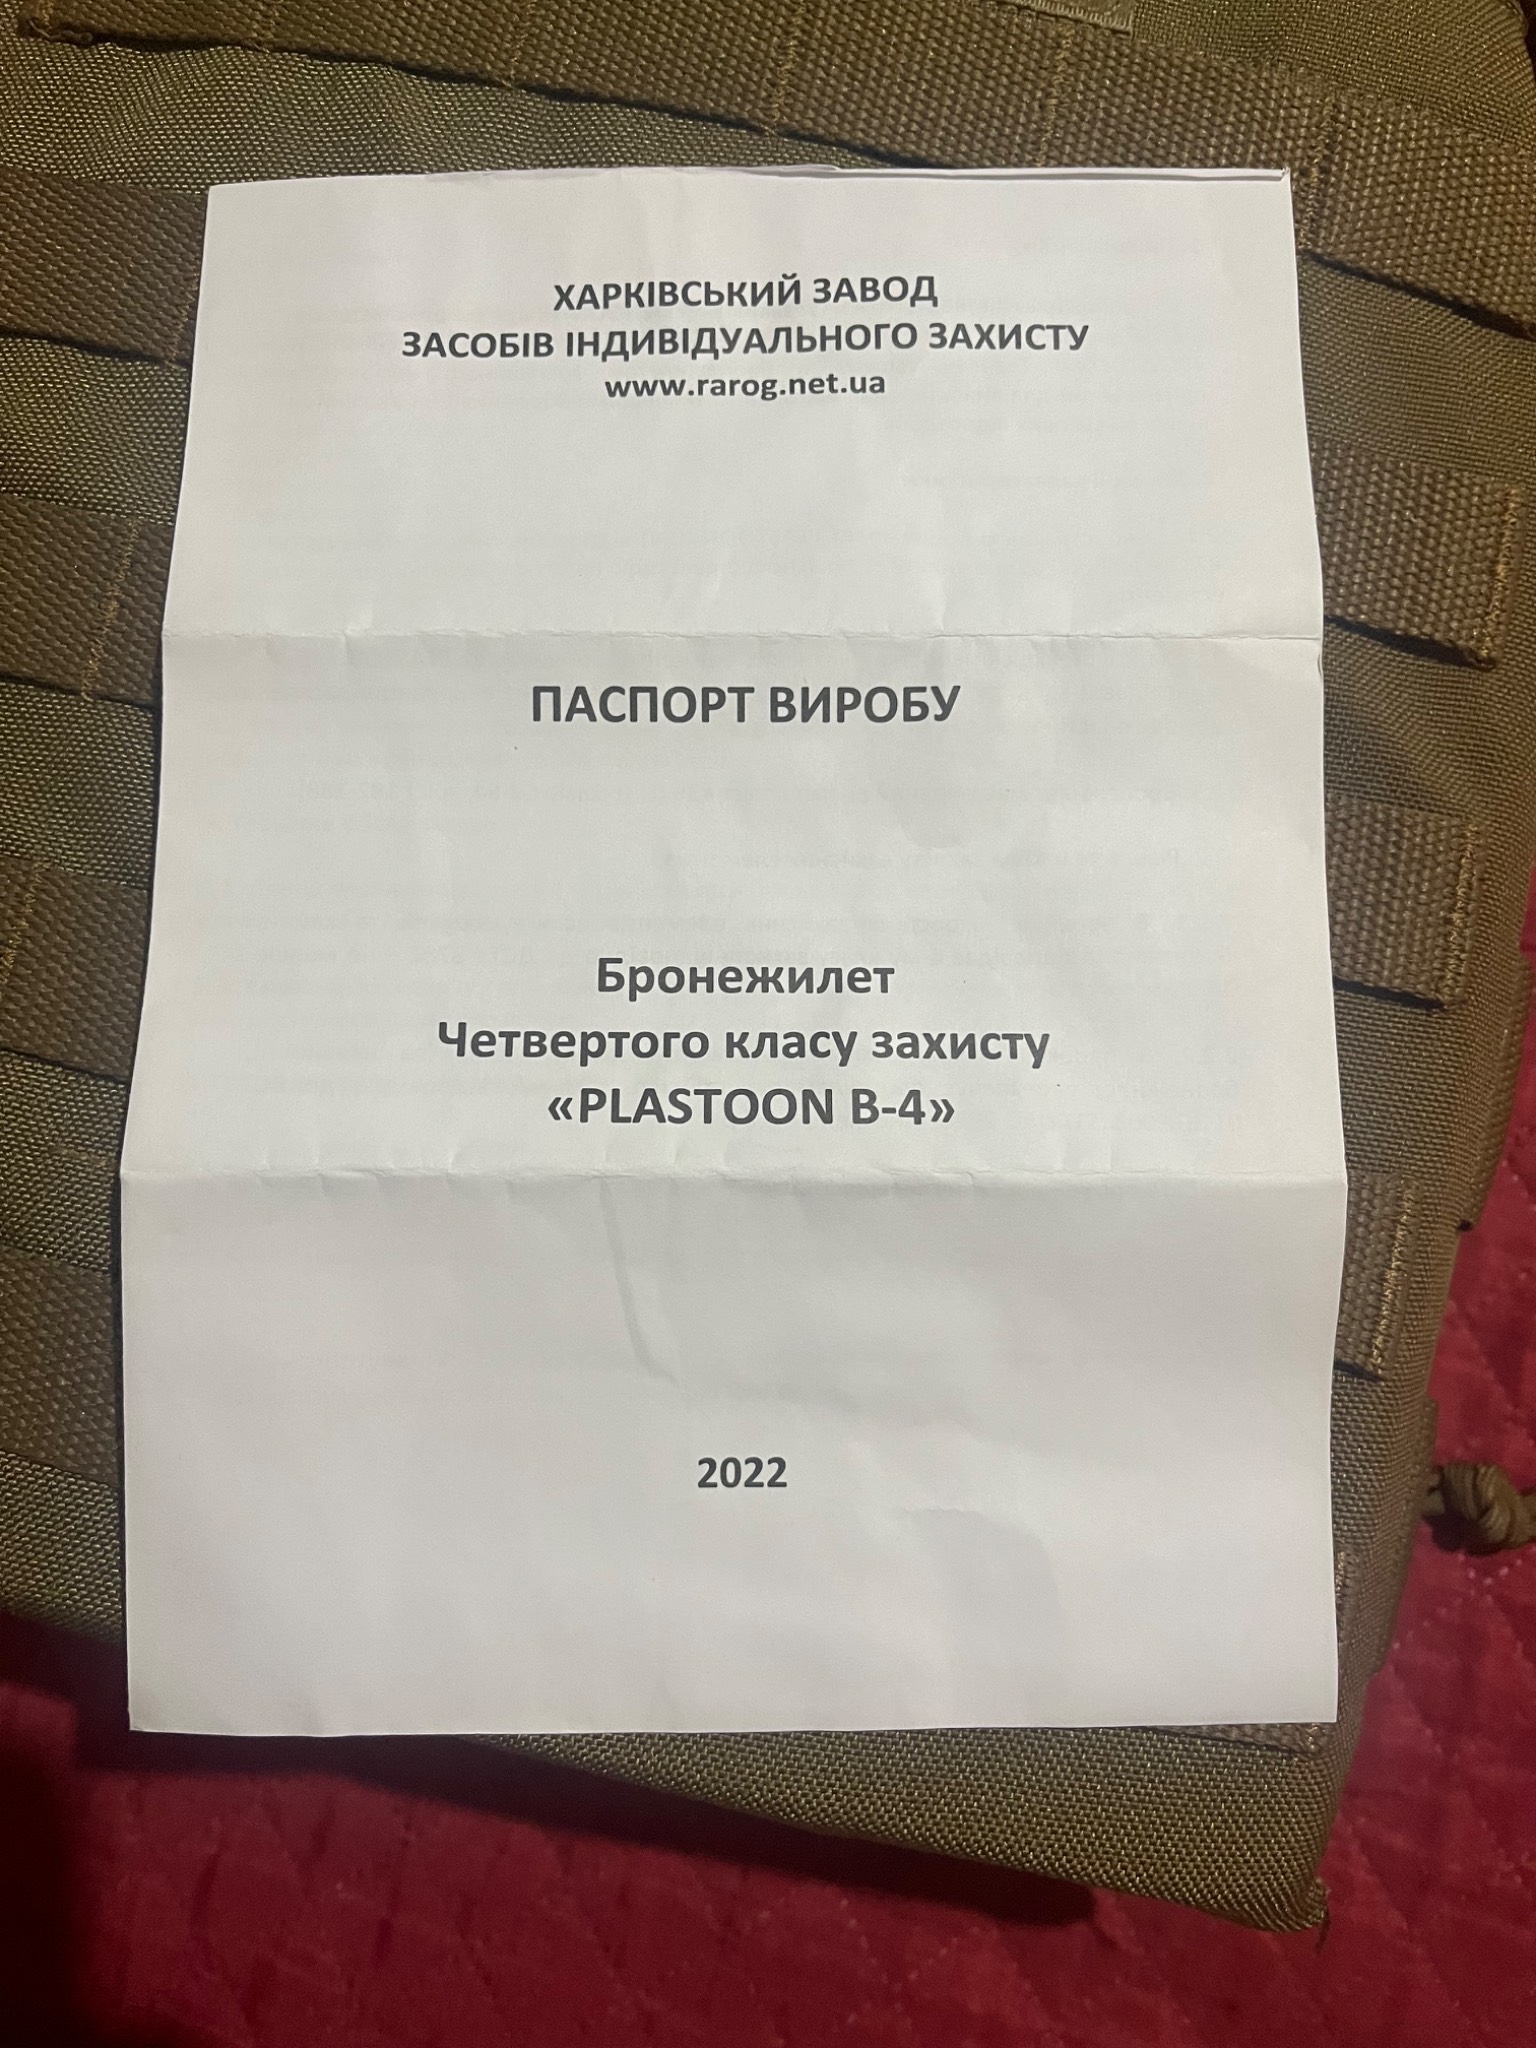 ХАРКІВСЬКИЙ ЗАВОД
ЗАСОБІВ ІНДИВІДУАЛЬНОГО ЗАХИСТУ
www.rarog.net.ua
ПАСПОРТ ВИРОБУ
Бронежилет
Четвертого класу захисту
«PLASTOON B-4»
2022